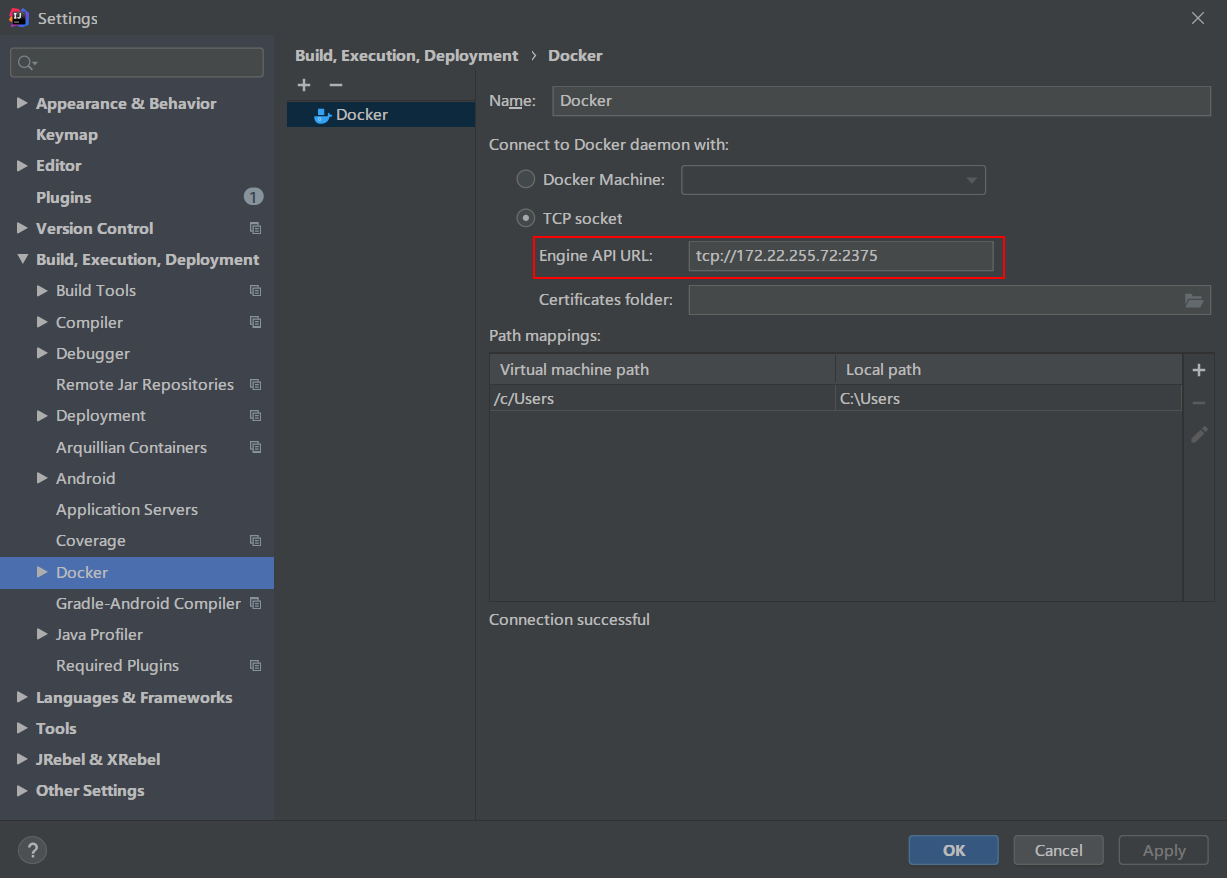 Settings
Appearance & Behavior
Keymap
Editor
Plugins 1
Version Control
Build, Execution, Deployment
Build Tools
Compiler
Debugger
Remote Jar Repositories
Deployment
Arquillian Containers
Android
Application Servers
Coverage
Docker
Gradle-Android Compiler
Java Profiler
Required Plugins
Languages & Frameworks
Tools
JRebel & XRebel
Other Settings
Build, Execution, Deployment › Docker
Docker
Name: Docker
Connect to Docker daemon with:
Docker Machine:
TCP socket
Engine API URL: tcp://172.22.255.72:2375
Certificates folder:
Path mappings:
Virtual machine path Local path
/c/Users C:\Users
Connection successful
? OK Cancel Apply